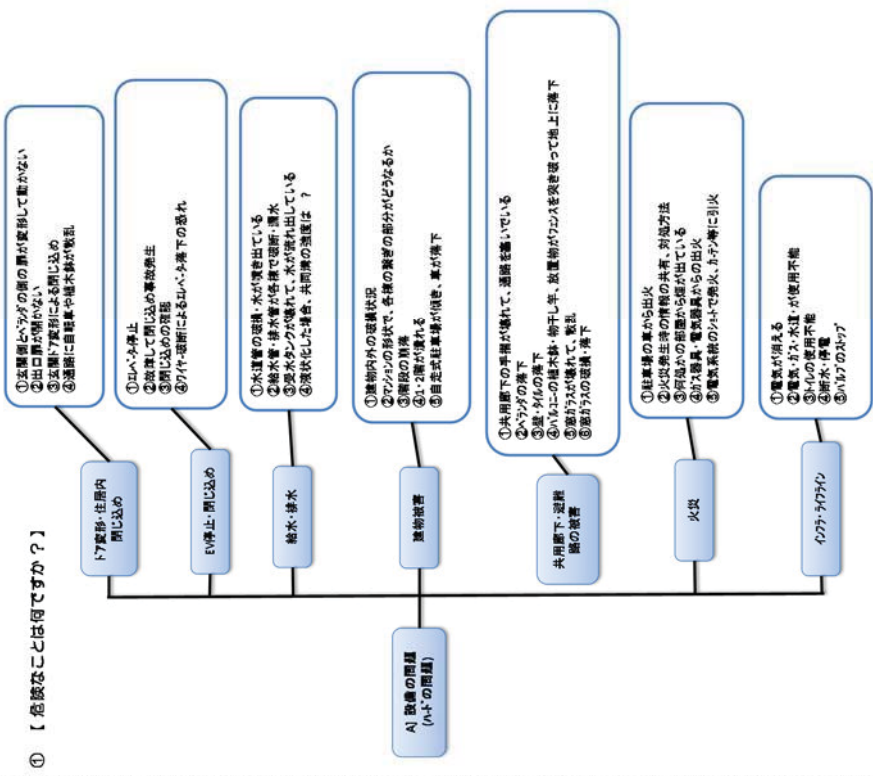 ① 【 危険なことは何ですか？】
A] 設備の問題
(ハードの問題)
ドア変形・住居内
閉じ込め
①玄関側とベランダの側の扉が変形して動かない
②出口扉が開かない
③玄関ドア変形による閉じ込め
④通路に自転車や植木鉢が散乱
EV停止・閉じ込め
①エレベータ停止
②故障して閉じ込め事故発生
③閉じ込めの確認
④ワイヤー破断によるエレベータ落下の恐れ
給水・排水
①水道管の破損・水が噴き出ている
②給水管・排水管が各棟で破断・漏水
③受水タンクが壊れて、水が流れ出している
④液状化した場合、共同溝の強度は ？
建物被害
①建物内外の破損状況
②マンションの形状で、各棟の繋ぎの部分がどうなるか
③階段の崩落
④1・2階が潰れる
⑤自走式駐車場が傾き、車が落下
共用廊下・避難
路の被害
①共用廊下の手摺が壊れて、通路を塞いでいる
②ベランダの落下
③壁・タイルの落下
④バルコニーの植木鉢・物干し竿、放置物がフェンスを突き破って地上に落下
⑤窓ガラスが壊れて、散乱
⑥窓ガラスの破損・落下
火災
①駐車場の車から出火
②火災発生時の情報の共有、対処方法
③何処かの部屋から煙が出ている
④ガス器具・電気器具からの出火
⑤電気系統のショートで発火、カーテン等に引火
インフラ・ライフライン
①電気が消える
②電気・ガス・水道・が使用不能
③トイレの使用不能
④断水・停電
⑤バルブのストップ